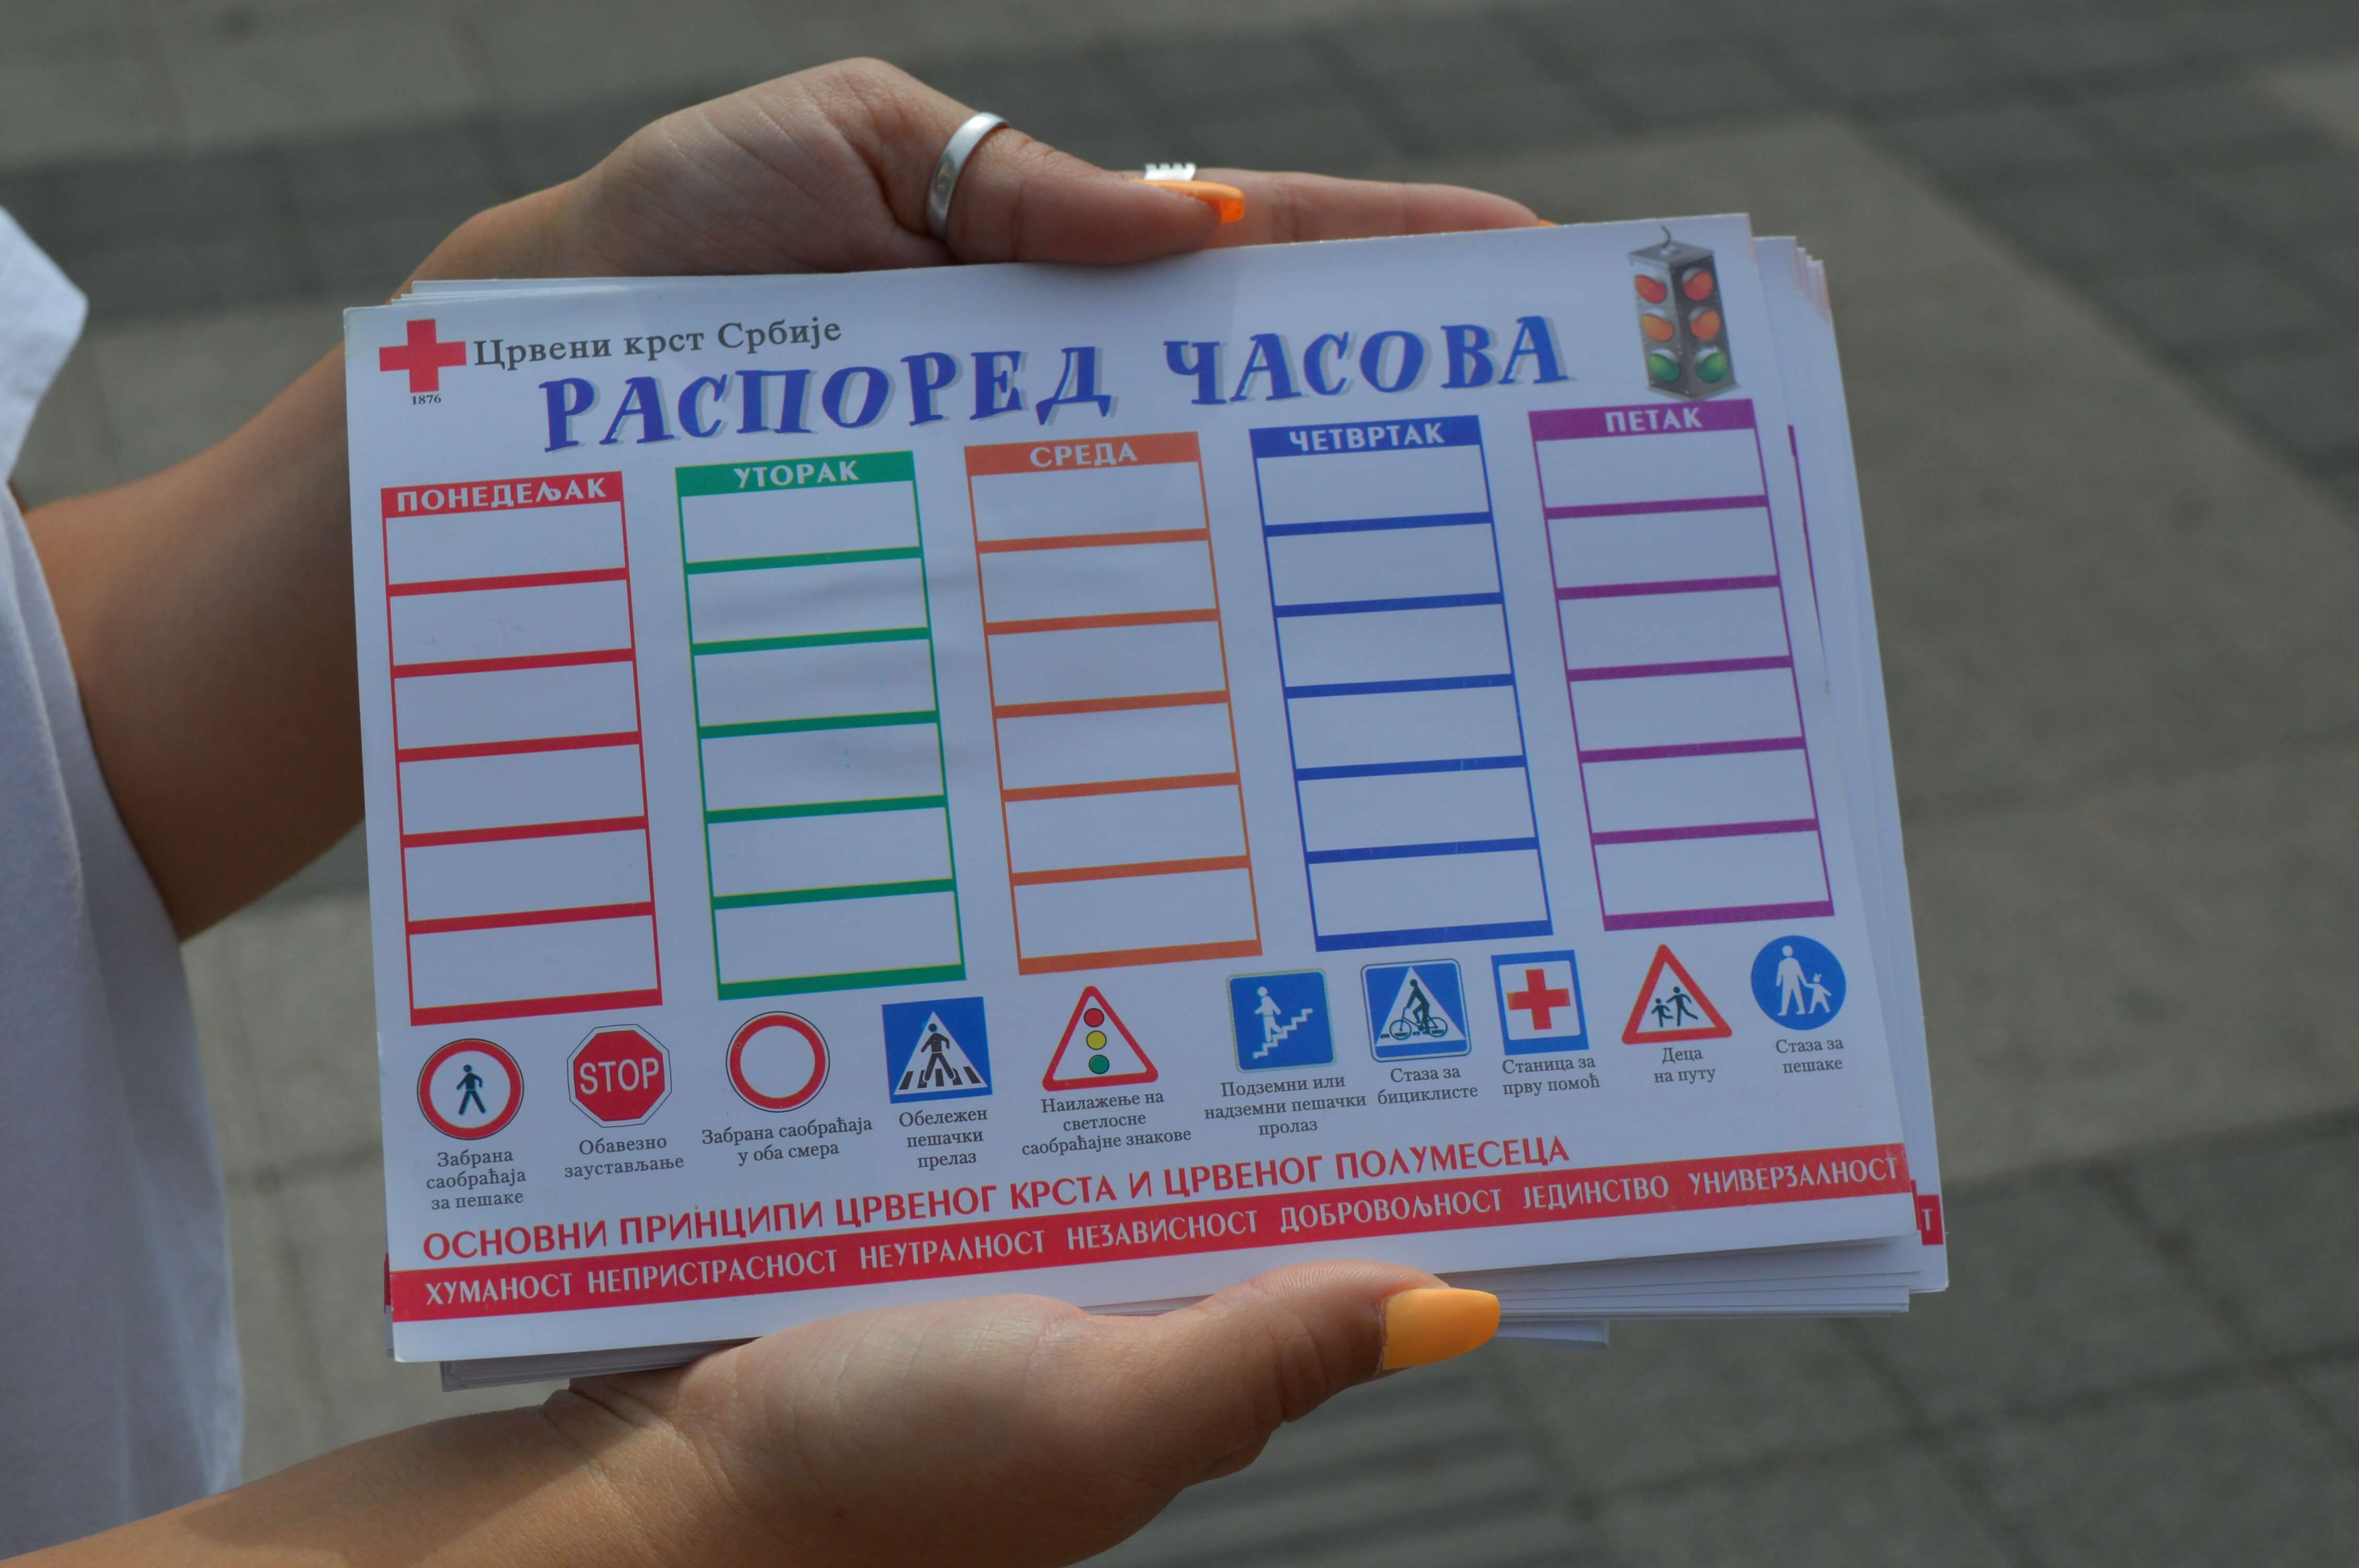 Црвени крст Србије
1876
РАСПОРЕД ЧАСОВА
ПОНЕДЕЉАК
УТОРАК
СРЕДА
ЧЕТВРТАК
ПЕТАК
Забрана
саобраћаја
за пешаке
STOP
Обавезно
заустављање
Забрана саобраћаја
у оба смера
Обележен
пешачки
прелаз
Наилажење на
светлосне
саобраћајне знакове
Подземни или
надземни пешачки
пролаз
Стаза за
бициклисте
Станица за
прву помоћ
Деца
на путу
Стаза за
пешаке
ОСНОВНИ ПРИНЦИПИ ЦРВЕНОГ КРСТА И ЦРВЕНОГ ПОЛУМЕСЕЦА
ХУМАНОСТ НЕПРИСТРАСНОСТ НЕУТРАЛНОСТ НЕЗАВИСНОСТ ДОБРОВОЉНОСТ ЈЕДИНСТВО УНИВЕРЗАЛНОСТ
Т